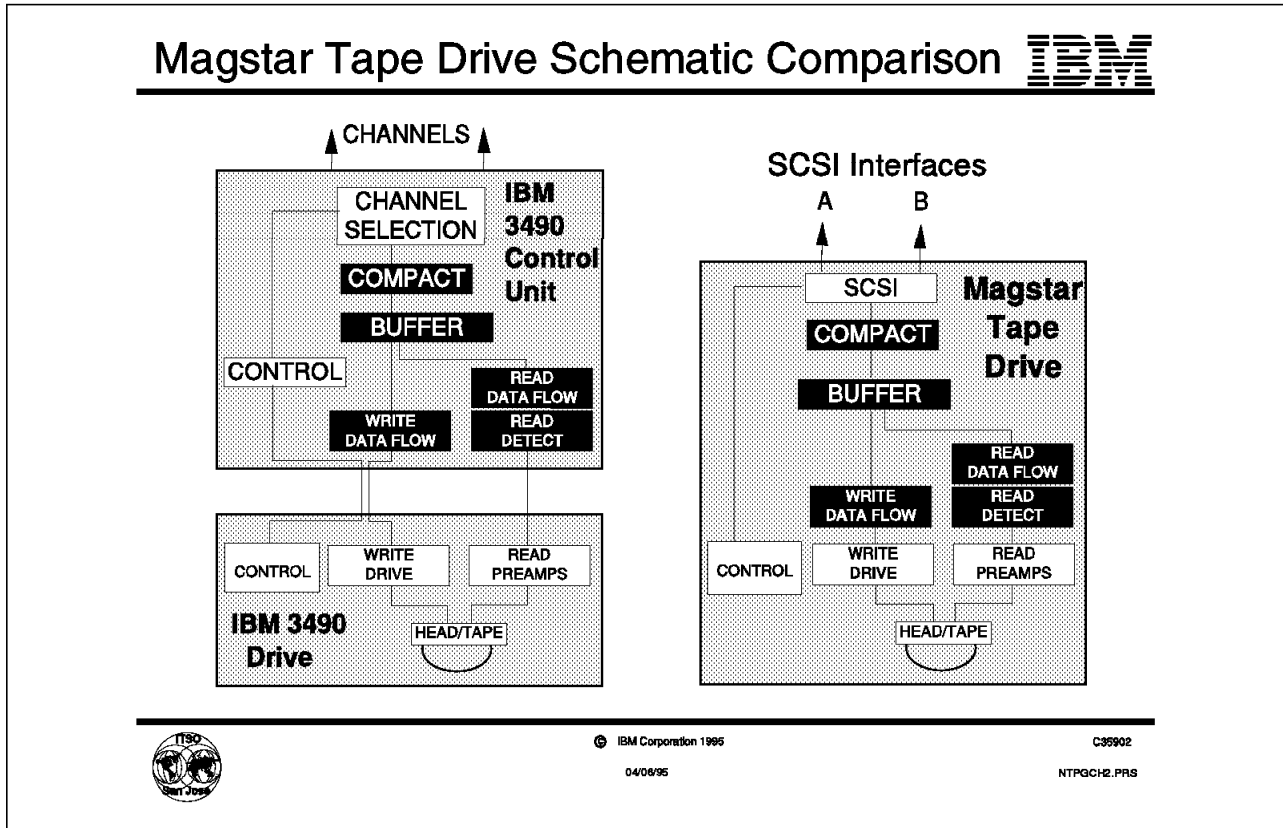 Magstar Tape Drive Schematic Comparison IBM
CHANNELS
CHANNEL
SELECTION
IBM
3490
Control
Unit
COMPACT
BUFFER
CONTROL
READ
DATA FLOW
READ
DETECT
WRITE
DATA FLOW
CONTROL
WRITE
DRIVE
READ
PREAMPS
HEAD/TAPE
IBM 3490
Drive
SCSI Interfaces
A B
SCSI
Magstar
Tape
Drive
COMPACT
BUFFER
READ
DATA FLOW
READ
DETECT
WRITE
DATA FLOW
CONTROL
WRITE
DRIVE
READ
PREAMPS
HEAD/TAPE
ITSO
San Jose
© IBM Corporation 1995
04/06/95
C35902
NTPGCH2.PRS